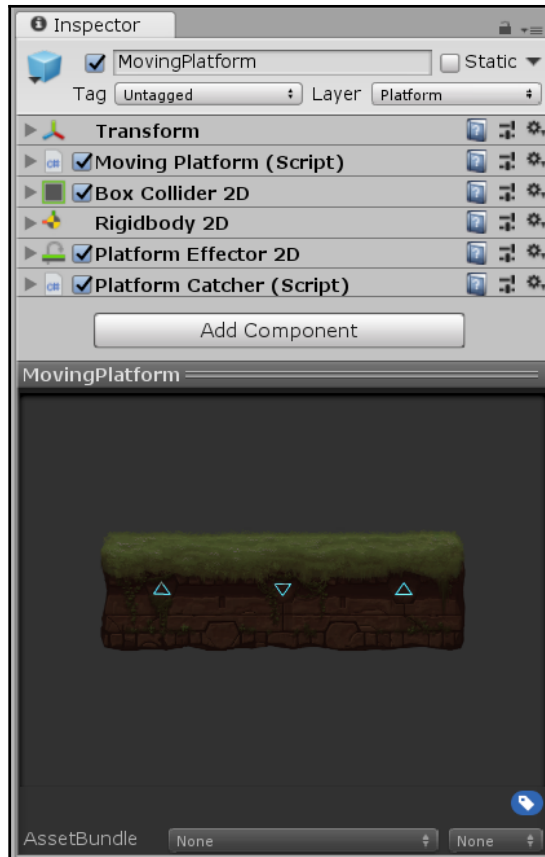 Inspector
MovingPlatform Static
Tag Untagged Layer Platform
Transform
Moving Platform (Script)
Box Collider 2D
Rigidbody 2D
Platform Effector 2D
Platform Catcher (Script)
Add Component
MovingPlatform
AssetBundle None None